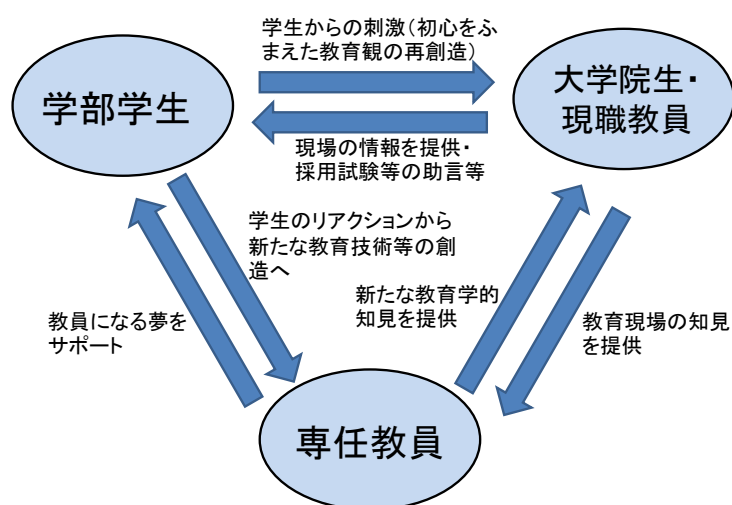 学生からの刺激(初心をふ
まえた教育観の再創造)
学部学生
大学院生・
現職教員
現場の情報を提供・
採用試験等の助言等
学生のリアクションから
新たな教育技術等の創
造へ
教員になる夢を
サポート
新たな教育学的
知見を提供
教育現場の知見
を提供
専任教員